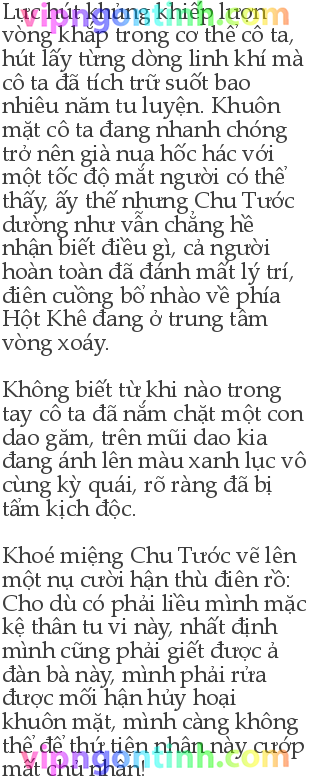 Lực hút khủng khiếp lượn
vòng khắp trong cơ thể cô ta,
hút lấy từng dòng linh khí mà
cô ta đã tích trữ suốt bao
nhiêu năm tu luyện. Khuôn
mặt cô ta đang nhanh chóng
trở nên già nua hốc hác với
một tốc độ mắt người có thể
thấy, ấy thế nhưng Chu Tước
dường như vẫn chẳng hề
nhận biết điều gì, cả người
hoàn toàn đã đánh mất lý trí,
điên cuồng bổ nhào về phía
Hột Khê đang ở trung tâm
vòng xoáy.
Không biết từ khi nào trong
tay cô ta đã nắm chặt một con
dao găm, trên mũi dao kia
đang ánh lên màu xanh lục vô
cùng kỳ quái, rõ ràng đã bị
tẩm kịch độc.
Khoé miệng Chu Tước vẽ lên
một nụ cười hận thù điên rồ:
Cho dù có phải liều mình mặc
kệ thân tu vi này, nhất định
mình cũng phải giết được ả
đàn bà này, mình phải rửa
được mối hận hủy hoại
khuôn mặt, mình càng không
thể để thứ tiện nhân này cướp
mất chủ nhân!
vipngontinh.com
vipngontinh.com
vipngontinh.com